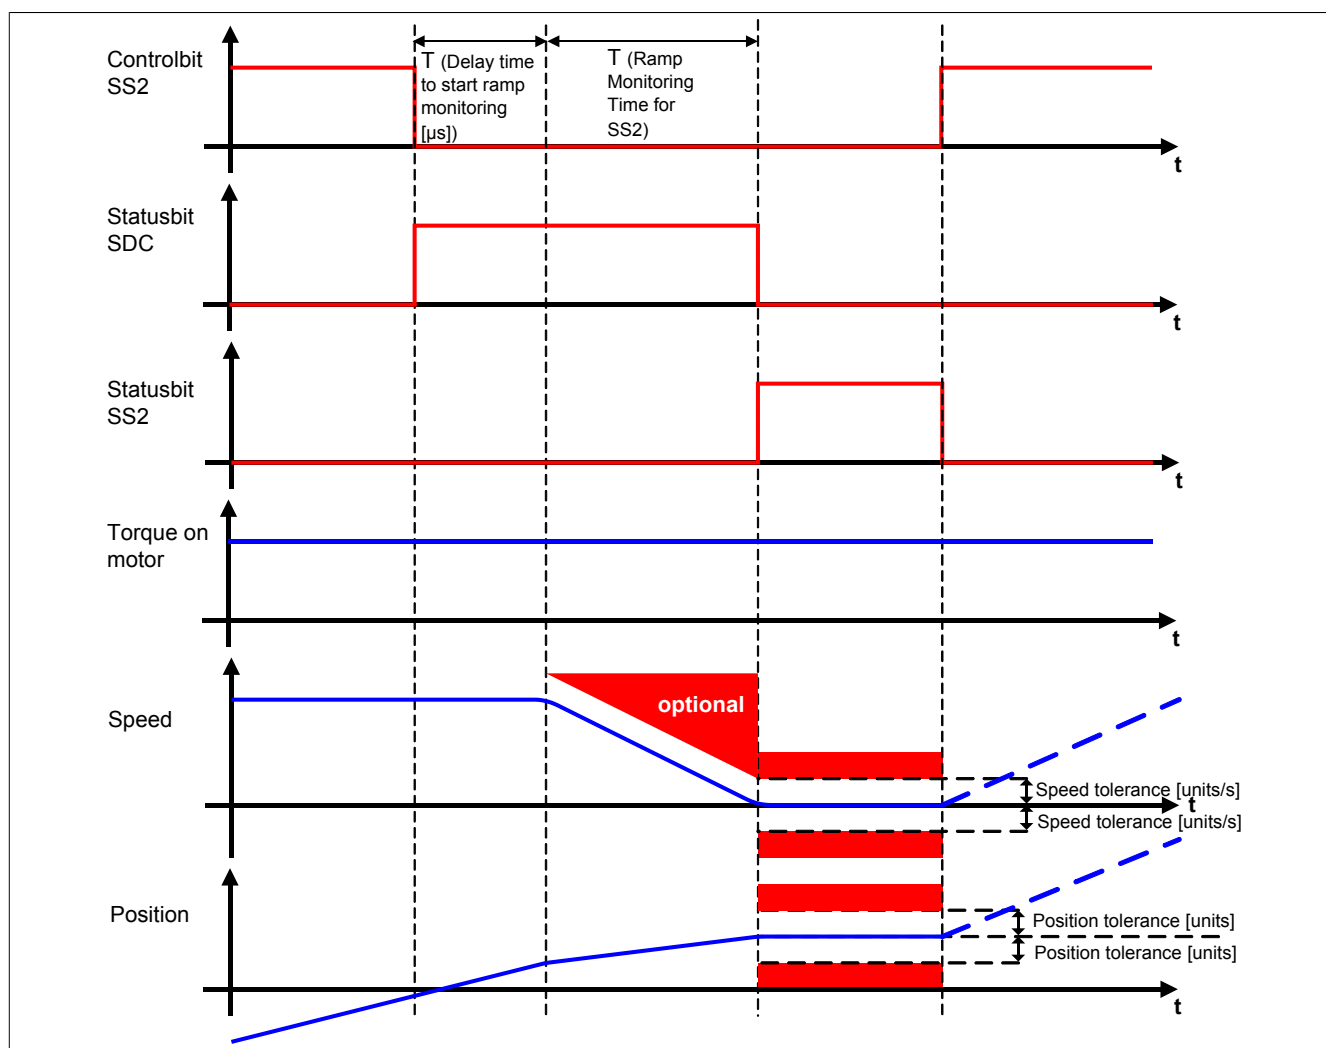 Controlbit
SS2
T (Delay time
to start ramp
monitoring
[µs])
T (Ramp
Monitoring
Time for
SS2)
t
Statusbit
SDC
t
Statusbit
SS2
t
Torque on
motor
t
Speed
optional
Speed tolerance [units/s]
t
Speed tolerance [units/s]
Position
Position tolerance [units]
Position tolerance [units]
t